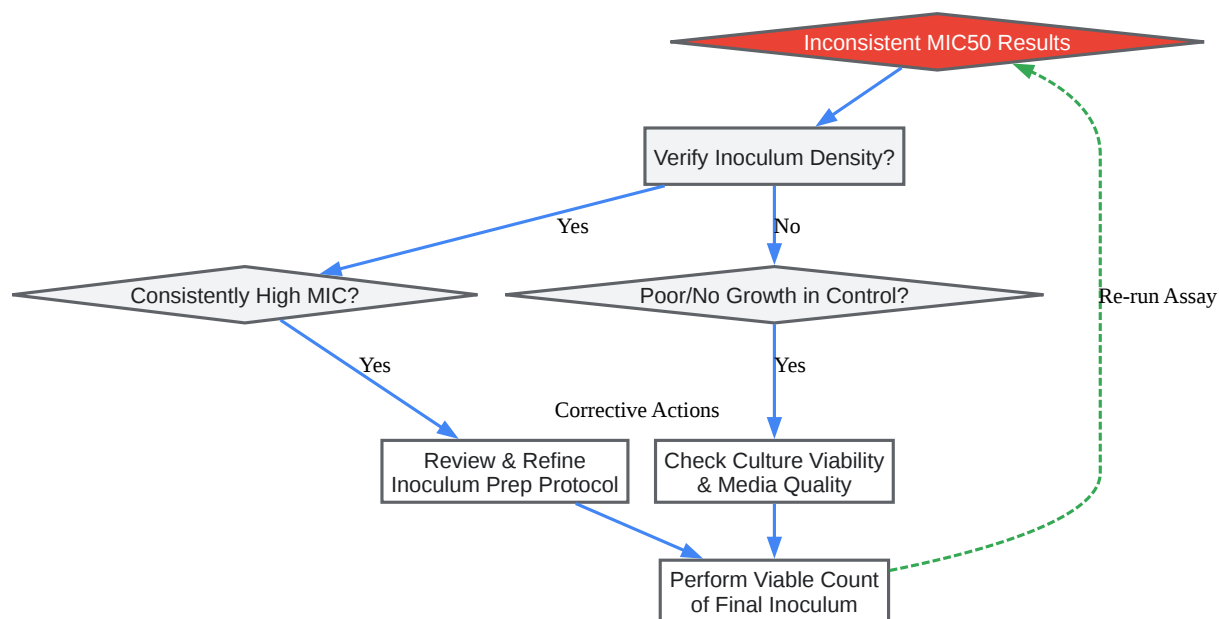 Inconsistent MIC50 Results
Verify Inoculum Density?
Yes
No
Consistently High MIC?
Poor/No Growth in Control?
Re-run Assay
Yes
Yes
Corrective Actions
Review & Refine
Inoculum Prep Protocol
Check Culture Viability
& Media Quality
Perform Viable Count
of Final Inoculum